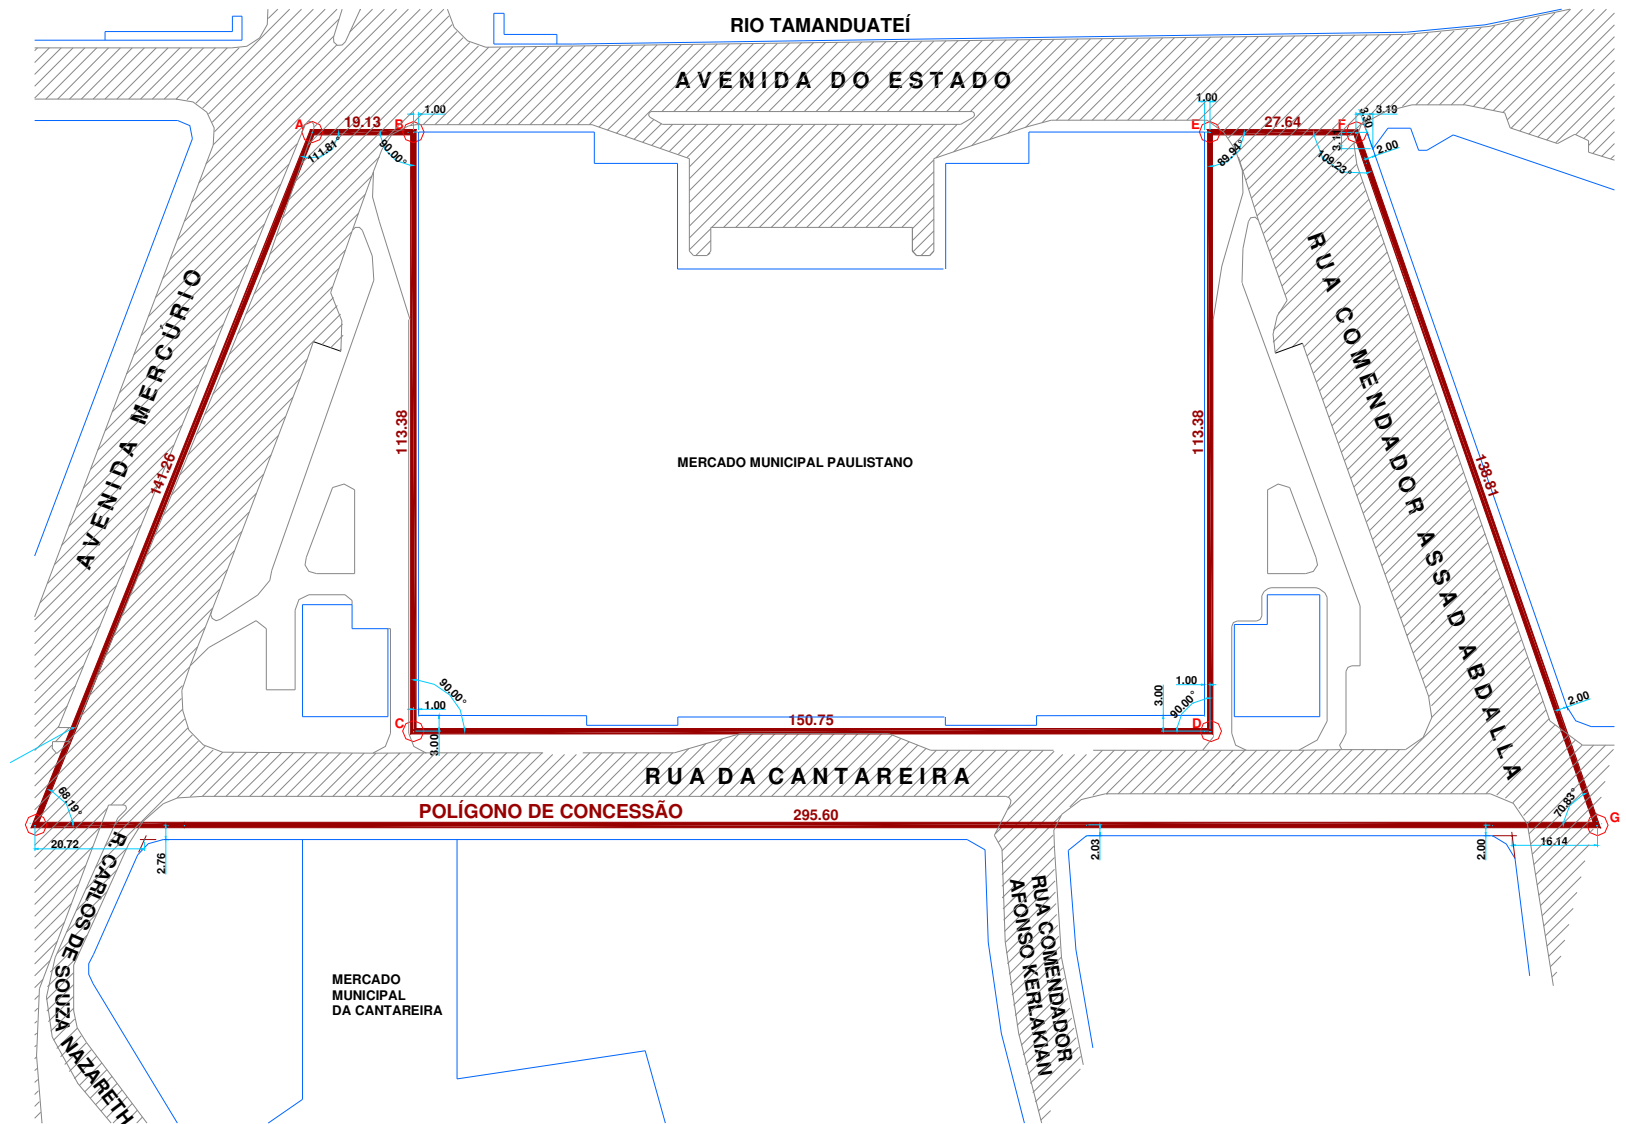 RIO TAMANDUATEÍ
AVENIDA DO ESTADO
1.00
1.00
3.19
3.30
A
19.13
B
E
27.64
F
111.81°
90.00°
89.94°
109.23°
2.00
AVENIDA MERCÚRIO
RUA COMENDADOR ASSAD ABDALLA
141.26
113.38
MERCADO MUNICIPAL PAULISTANO
113.38
138.81
90.00°
1.00
1.00
3.00
90.00°
2.00
C
3.00
150.75
D
RUA DA CANTAREIRA
68.19°
POLÍGONO DE CONCESSÃO
295.60
70.83°
G
20.72
2.76
2.03
2.00
16.14
R. CARLOS DE SOUZA NAZARETH
RUA COMENDADOR
AFONSO KERLAKIAN
MERCADO
MUNICIPAL
DA CANTAREIRA